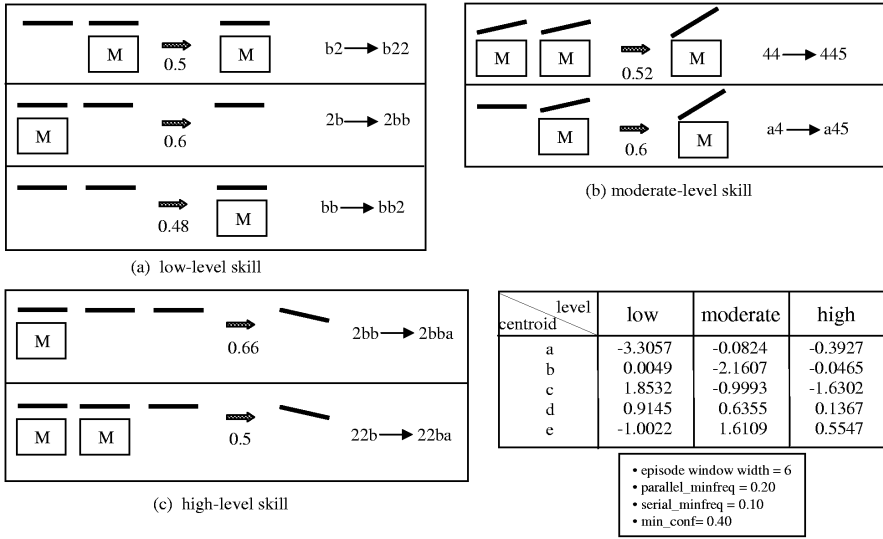 M
M
0.5
b2 → b22
M
0.6
2b → 2bb
M
0.48
bb → bb2
(a) low-level skill
M
M
M
0.52
44 → 445
M
M
0.6
a4 → a45
(b) moderate-level skill
M
0.66
2bb → 2bba
M
M
0.5
22b → 22ba
(c) high-level skill
level
centroid
low moderate high
a -3.3057 -0.0824 -0.3927
b 0.0049 -2.1607 -0.0465
c 1.8532 -0.9993 -1.6302
d 0.9145 0.6355 0.1367
e -1.0022 1.6109 0.5547
• episode window width = 6
• parallel_minfreq = 0.20
• serial_minfreq = 0.10
• min_conf= 0.40